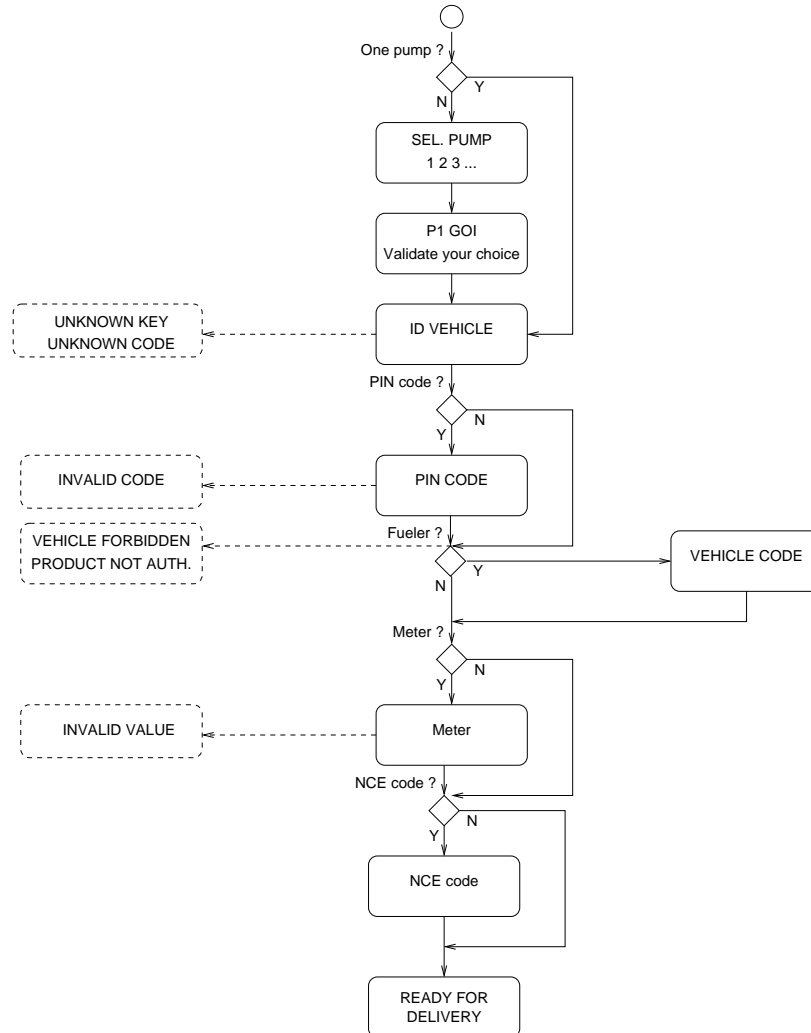 One pump ?
Y
N
SEL. PUMP
1 2 3 ...
P1 GOI
Validate your choice
UNKNOWN KEY
UNKNOWN CODE
ID VEHICLE
PIN code ?
N
Y
INVALID CODE
PIN CODE
Fueler ?
VEHICLE FORBIDDEN
PRODUCT NOT AUTH.
Y
N
VEHICLE CODE
Meter ?
N
Y
INVALID VALUE
Meter
NCE code ?
N
Y
NCE code
READY FOR
DELIVERY